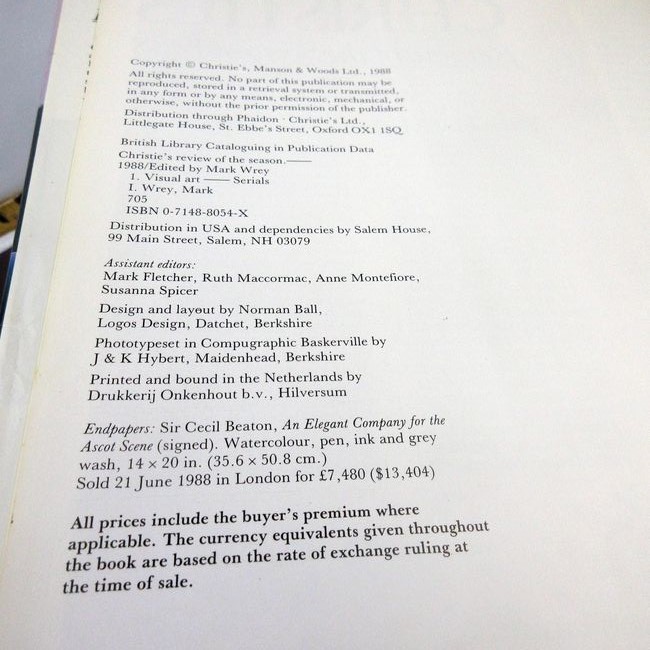 Copyright © Christie's, Manson & Woods Ltd., 1988
All rights reserved. No part of this publication may be
reproduced, stored in a retrieval system or transmitted,
in any form or by any means, electronic, mechanical, or
otherwise, without the prior permission of the publisher.
Distribution through Phaidon · Christie's Ltd.,
Littlegate House, St. Ebbe's Street, Oxford OX1 1SQ
British Library Cataloguing in Publication Data
Christie's review of the season.——
1988/Edited by Mark Wrey
1. Visual art —— Serials
I. Wrey, Mark
705
ISBN 0-7148-8054-X
Distribution in USA and dependencies by Salem House,
99 Main Street, Salem, NH 03079
Assistant editors:
Mark Fletcher, Ruth Maccormac, Anne Montefiore,
Susanna Spicer
Design and layout by Norman Ball,
Logos Design, Datchet, Berkshire
Phototypeset in Compugraphic Baskerville by
J & K Hybert, Maidenhead, Berkshire
Printed and bound in the Netherlands by
Drukkerij Onkenhout b.v., Hilversum
Endpapers: Sir Cecil Beaton, An Elegant Company for the
Ascot Scene (signed). Watercolour, pen, ink and grey
wash, 14 × 20 in. (35.6 × 50.8 cm.)
Sold 21 June 1988 in London for £7,480 ($13,404)
All prices include the buyer's premium where
applicable. The currency equivalents given throughout
the book are based on the rate of exchange ruling at
the time of sale.